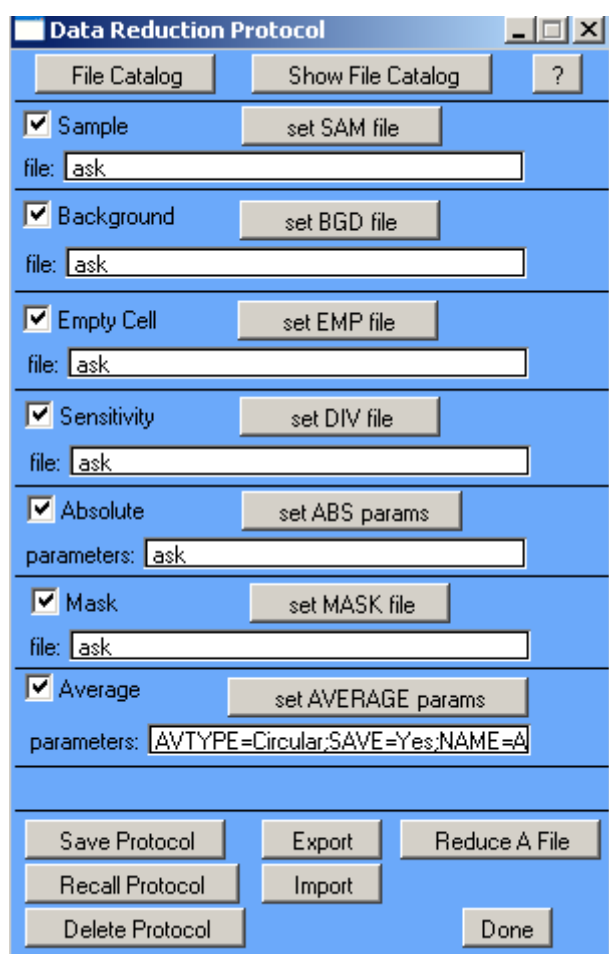 Data Reduction Protocol
File Catalog Show File Catalog ?
Sample set SAM file
file: ask
Background set BGD file
file: ask
Empty Cell set EMP file
file: ask
Sensitivity set DIV file
file: ask
Absolute set ABS params
parameters: ask
Mask set MASK file
file: ask
Average set AVERAGE params
parameters: AVTYPE=Circular;SAVE=Yes;NAME=A
Save Protocol Export Reduce A File
Recall Protocol Import
Delete Protocol Done